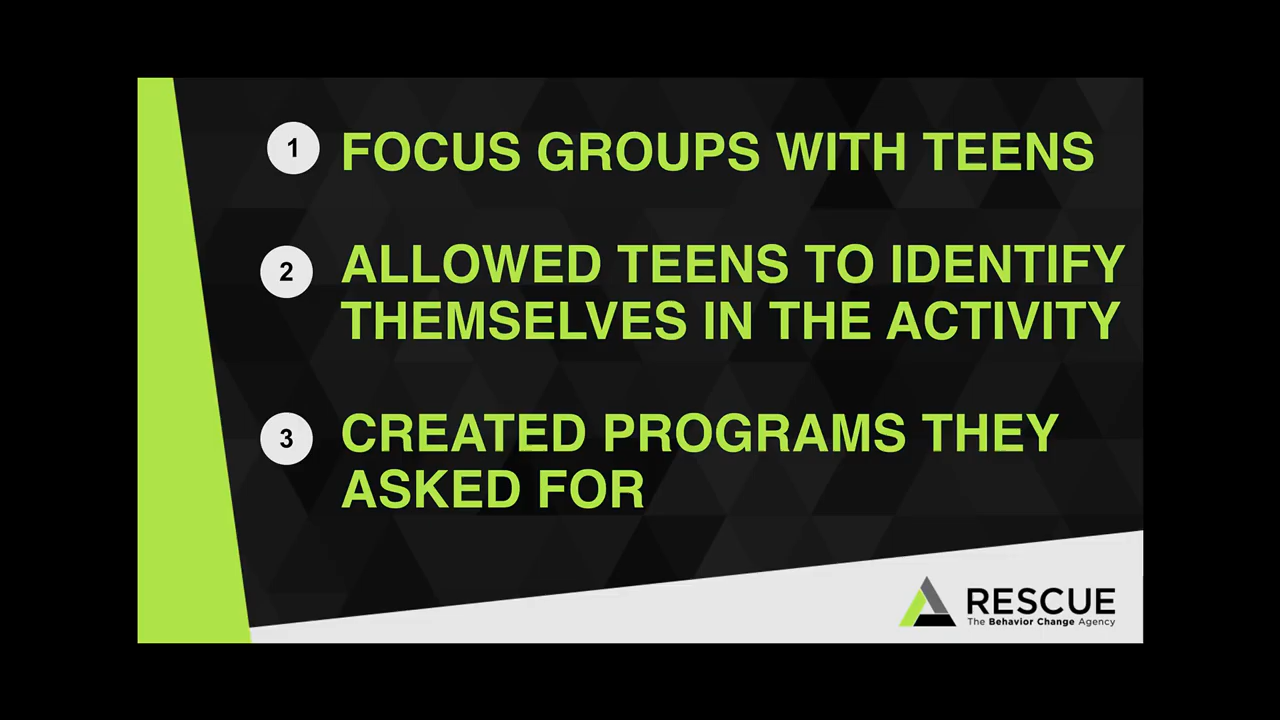 1 FOCUS GROUPS WITH TEENS
2 ALLOWED TEENS TO IDENTIFY
THEMSELVES IN THE ACTIVITY
3 CREATED PROGRAMS THEY
ASKED FOR
RESCUE
The Behavior Change Agency